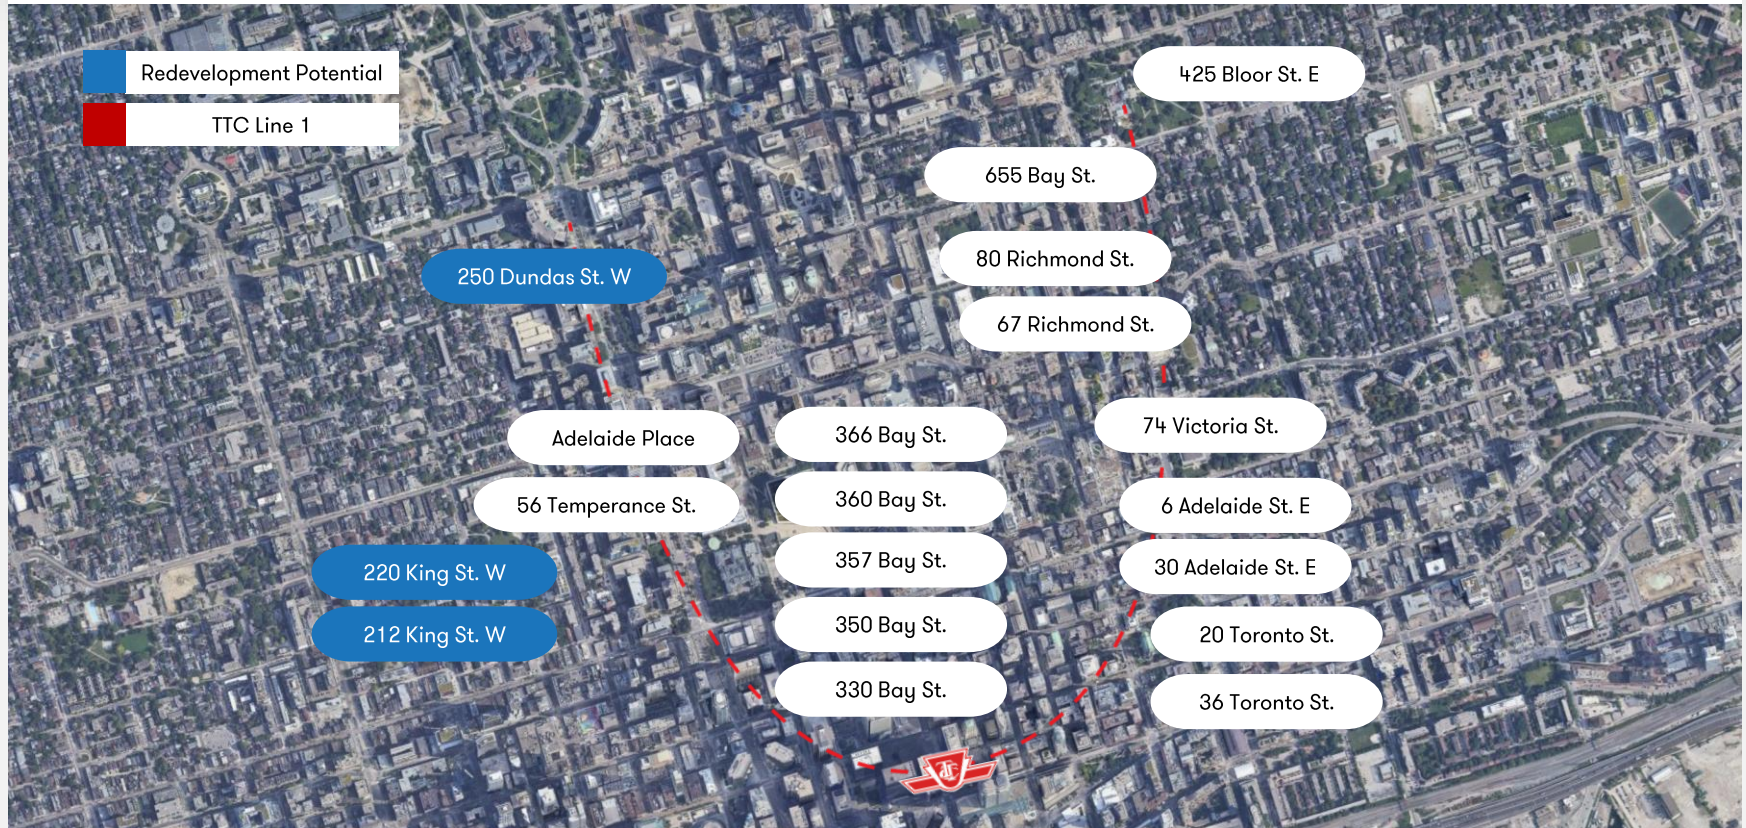 Redevelopment Potential
TTC Line 1
425 Bloor St. E
655 Bay St.
80 Richmond St.
250 Dundas St. W
67 Richmond St.
74 Victoria St.
Adelaide Place
366 Bay St.
56 Temperance St.
360 Bay St.
6 Adelaide St. E
357 Bay St.
30 Adelaide St. E
220 King St. W
350 Bay St.
20 Toronto St.
212 King St. W
330 Bay St.
36 Toronto St.
TTC